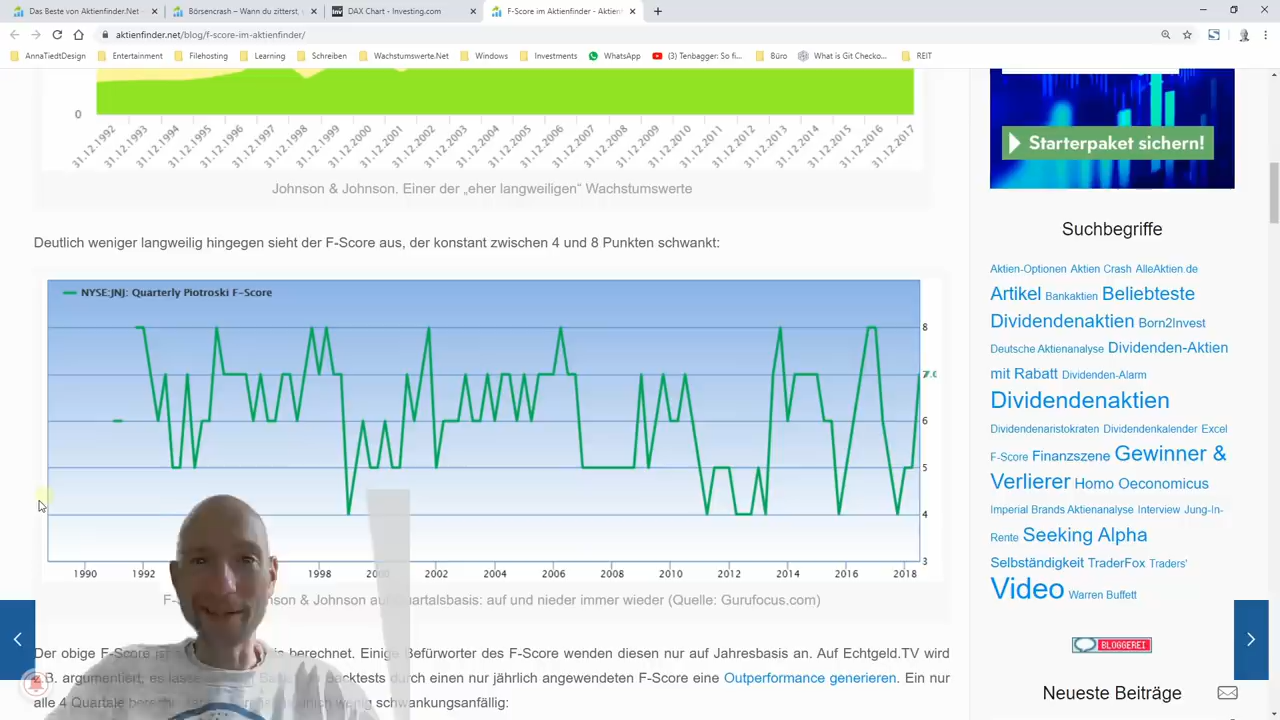 Das Beste von Aktienfinder.Net -
Börsencrash – Wann du zitterst,
DAX Chart - Investing.com
F-Score im Aktienfinder - Aktien
aktienfinder.net/blog/f-score-im-aktienfinder/
AnnaTiedtDesign
Entertainment
Filehosting
Learning
Schreiben
Wachstumswerte.Net
Windows
Investments
WhatsApp
(3) Tenbagger: So fi...
Büro
What is Git Checko...
REIT
0
31.12.1992
31.12.1993
31.12.1994
31.12.1995
31.12.1996
31.12.1997
31.12.1998
31.12.1999
31.12.2000
31.12.2001
31.12.2002
31.12.2003
31.12.2004
31.12.2005
31.12.2006
31.12.2007
31.12.2008
31.12.2009
31.12.2010
31.12.2011
31.12.2012
31.12.2013
31.12.2014
31.12.2015
31.12.2016
31.12.2017
Johnson & Johnson. Einer der „eher langweiligen“ Wachstumswerte
Deutlich weniger langweilig hingegen sieht der F-Score aus, der konstant zwischen 4 und 8 Punkten schwankt:
NYSE:JNJ: Quarterly Piotroski F-Score
8
6
5
4
3
1990
1992
1998
2000
2002
2004
2006
2008
2010
2012
2014
2016
2018
Johnson & Johnson auf Quartalsbasis: auf und nieder immer wieder (Quelle: Gurufocus.com)
Der obige F-Score berechnet. Einige Befürworter des F-Score wenden diesen nur auf Jahresbasis an. Auf Echtgeld.TV wird
z.B. argumentiert, es lasse Backtests durch einen nur jährlich angewendeten F-Score eine Outperformance generieren. Ein nur
alle 4 Quartale schwankungsanfällig:
Starterpaket sichern!
Suchbegriffe
Aktien-Optionen Aktien Crash AlleAktien.de
Artikel Bankaktien Beliebteste
Dividendenaktien Born2Invest
Deutsche Aktienanalyse Dividenden-Aktien
mit Rabatt Dividenden-Alarm
Dividendenaktien
Dividendenaristokraten Dividendenkalender Excel
F-Score Finanzszene Gewinner &
Verlierer Homo Oeconomicus
Imperial Brands Aktienanalyse Interview Jung-In-
Rente Seeking Alpha
Selbständigkeit TraderFox Traders'
Video Warren Buffett
BLOGGEREI
Neueste Beiträge